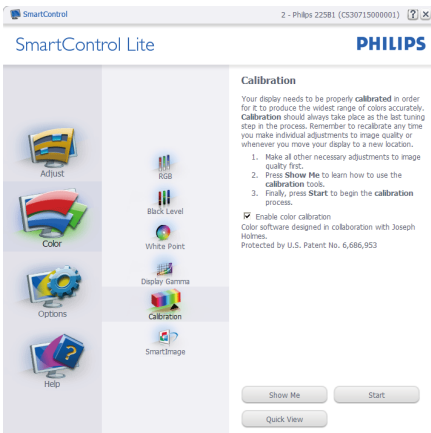 SmartControl
2 - Philips 225B1 (CS30715000001)
?
SmartControl Lite
PHILIPS
Adjust
Color
Options
Help
RGB
Black Level
White Point
Display Gamma
Calibration
SmartImage
Calibration
Your display needs to be properly calibrated in order
for it to produce the widest range of colors accurately.
Calibration should always take place as the last tuning
step in the process. Remember to recalibrate any time
you make individual adjustments to image quality or
whenever you move your display to a new location.
1. Make all other necessary adjustments to image
quality first.
2. Press Show Me to learn how to use the
calibration tools.
3. Finally, press Start to begin the calibration
process.
Enable color calibration
Color software designed in collaboration with Joseph
Holmes.
Protected by U.S. Patent No. 6,686,953
Show Me
Start
Quick View